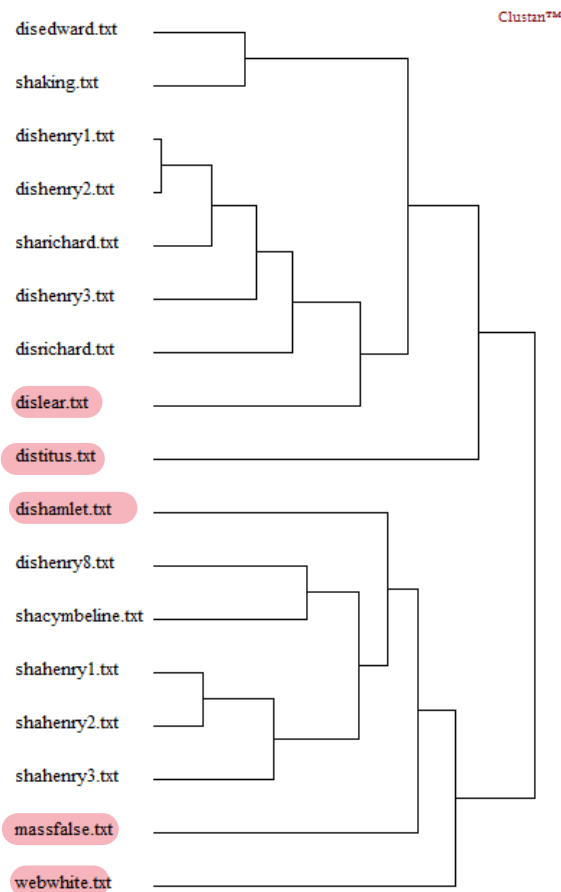 Clustan™
disedward.txt
shaking.txt
dishenry1.txt
dishenry2.txt
sharichard.txt
dishenry3.txt
disrichard.txt
dislear.txt
distitus.txt
dishamlet.txt
dishenry8.txt
shacymbeline.txt
shahenry1.txt
shahenry2.txt
shahenry3.txt
massfalse.txt
webwhite.txt